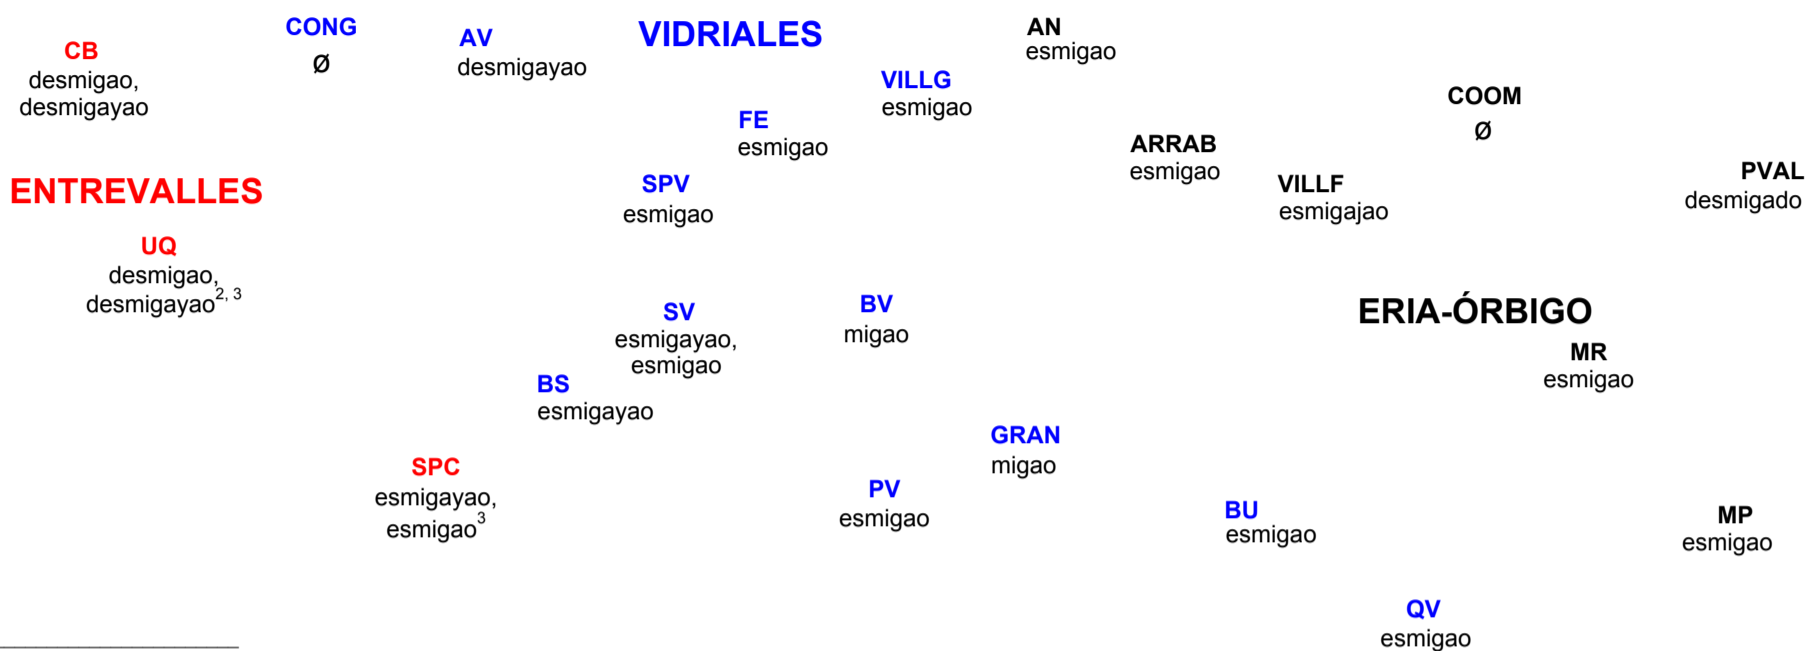 CB
desmigao,
desmigayao
CONG
Ø
AV
desmigayao
VIDRIALES
AN
esmigao
VILLG
esmigao
FE
esmigao
COOM
Ø
ARRAB
esmigao
PVAL
desmigado
VILLF
esmigajao
ENTREVALLES
SPV
esmigao
UQ
desmigao,
desmigayao2, 3
SV
esmigayao,
esmigao
BV
migao
ERIA-ÓRBIGO
MR
esmigao
BS
esmigayao
GRAN
migao
SPC
esmigayao,
esmigao3
PV
esmigao
BU
esmigao
MP
esmigao
QV
esmigao